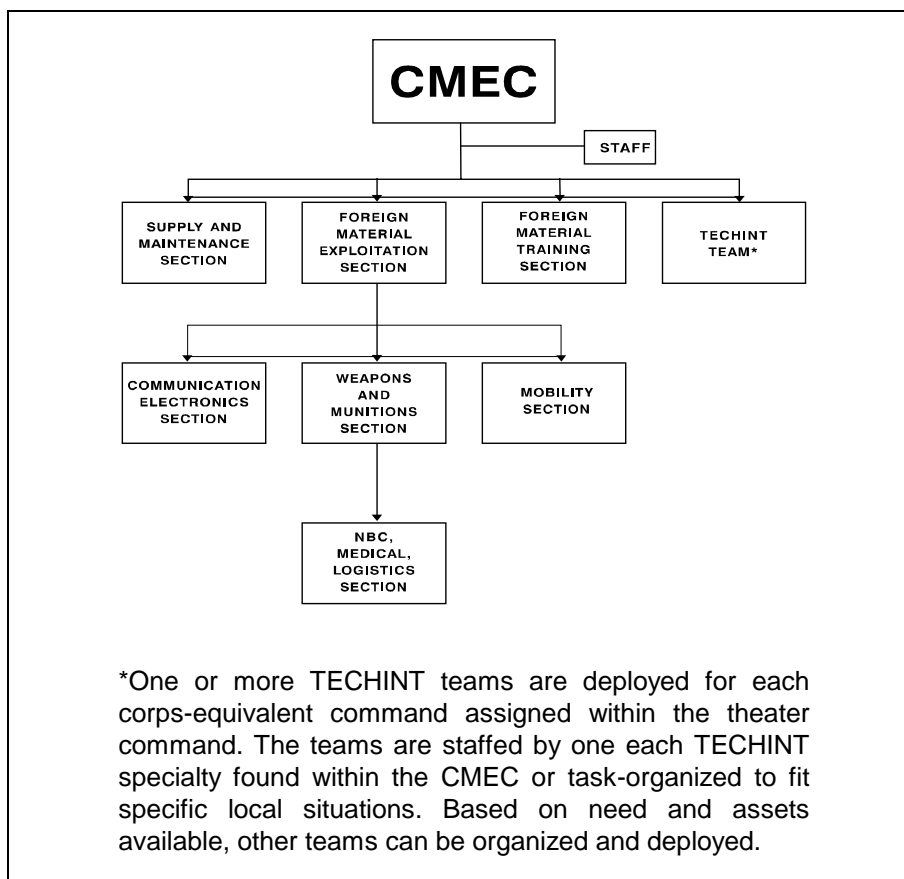 CMEC
STAFF
SUPPLY AND
MAINTENANCE
SECTION
FOREIGN
MATERIAL
EXPLOITATION
SECTION
FOREIGN
MATERIAL
TRAINING
SECTION
TECHINT
TEAM*
COMMUNICATION
ELECTRONICS
SECTION
WEAPONS
AND
MUNITIONS
SECTION
MOBILITY
SECTION
NBC,
MEDICAL,
LOGISTICS
SECTION
*One or more TECHINT teams are deployed for each
corps-equivalent command assigned within the theater
command. The teams are staffed by one each TECHINT
specialty found within the CMEC or task-organized to fit
specific local situations. Based on need and assets
available, other teams can be organized and deployed.